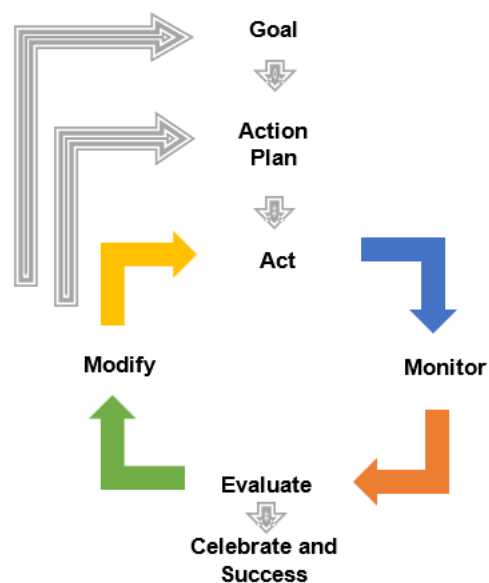 Goal
Action
Plan
Act
Modify
Monitor
Evaluate
Celebrate and
Success